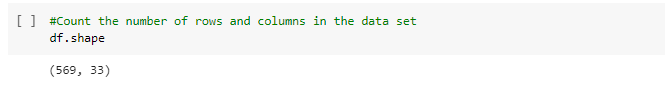 [ ] #Count the number of rows and columns in the data set
df.shape
(569, 33)